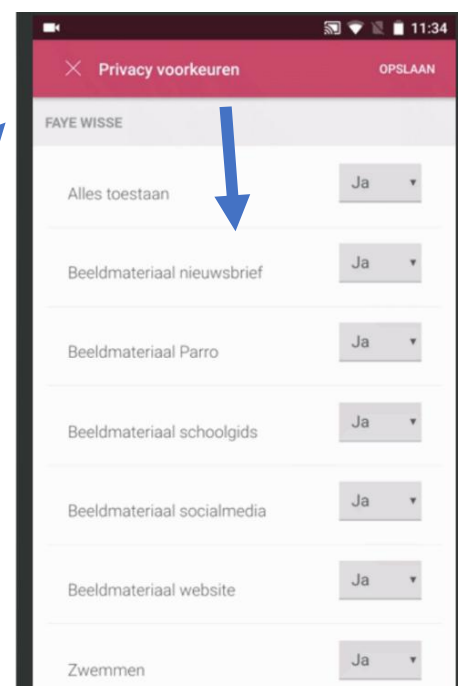 11:34
Privacy voorkeuren OPSLAAN
FAYE WISSE
Alles toestaan Ja
Beeldmateriaal nieuwsbrief Ja
Beeldmateriaal Parro Ja
Beeldmateriaal schoolgids Ja
Beeldmateriaal socialmedia Ja
Beeldmateriaal website Ja
Zwemmen Ja